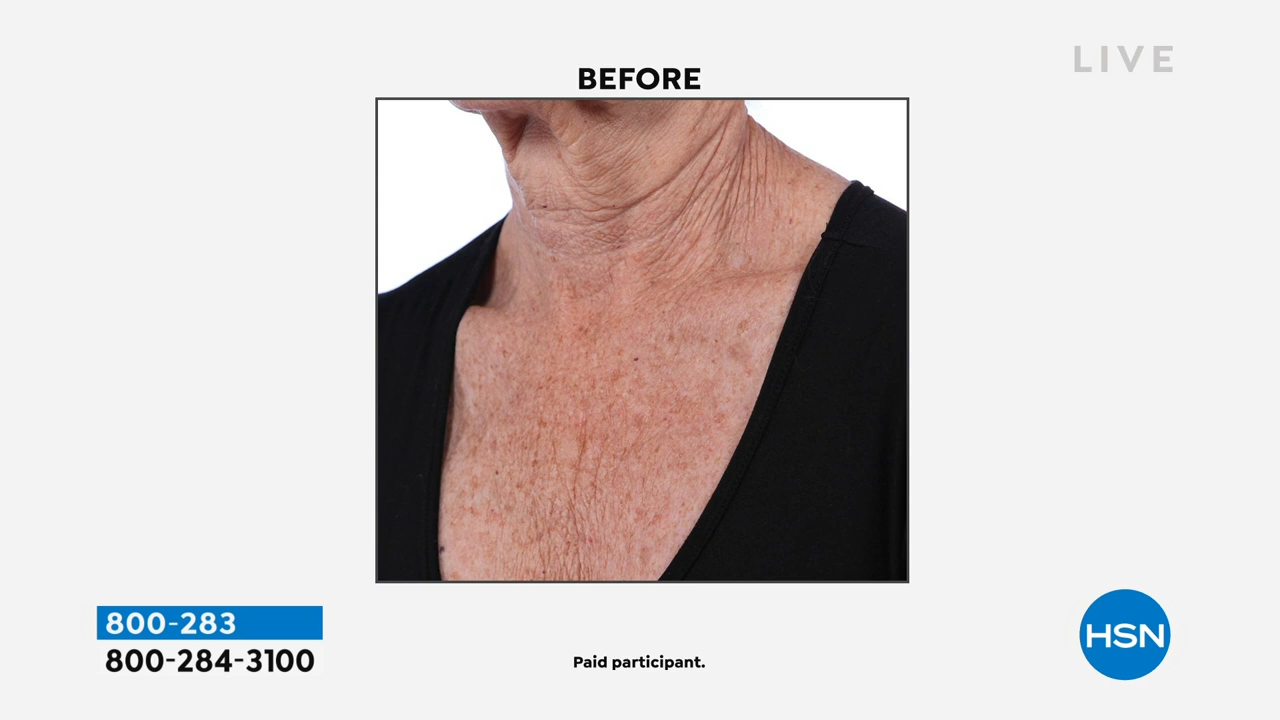 LIVE
BEFORE
800-283
800-284-3100
Paid participant.
HSN